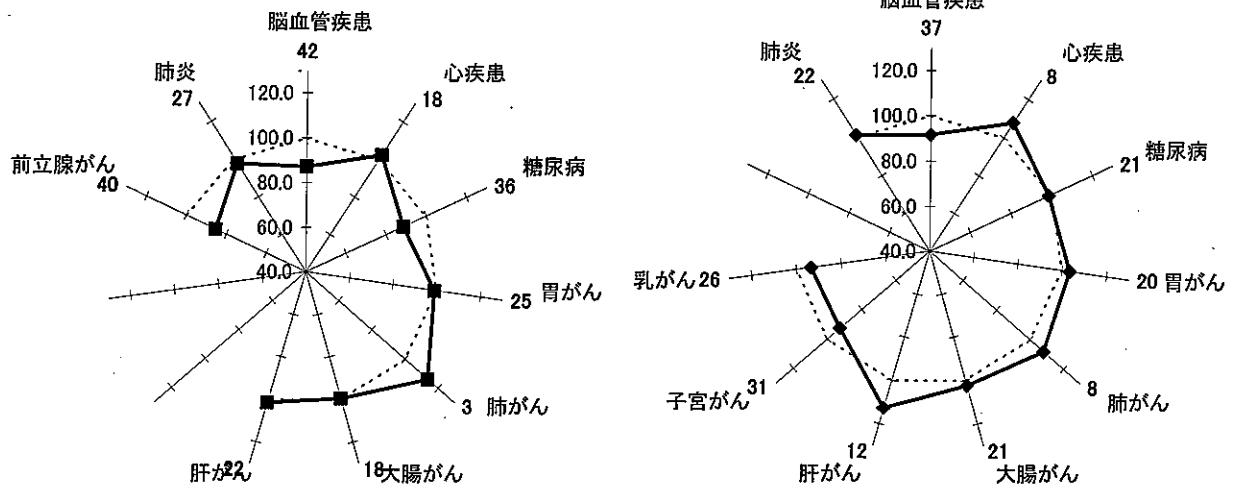 脳血管疾患
42
心疾患
18
糖尿病
36
胃がん
25
肺がん
3
大腸がん
18
肝がん
22
前立腺がん
40
肺炎
27
120.0
100.0
80.0
60.0
40.0
脳血管疾患
37
心疾患
8
糖尿病
21
20 胃がん
8
肺がん
21
大腸がん
12
肝がん
31
子宮がん
乳がん 26
肺炎
22
120.0
100.0
80.0
60.0
40.0